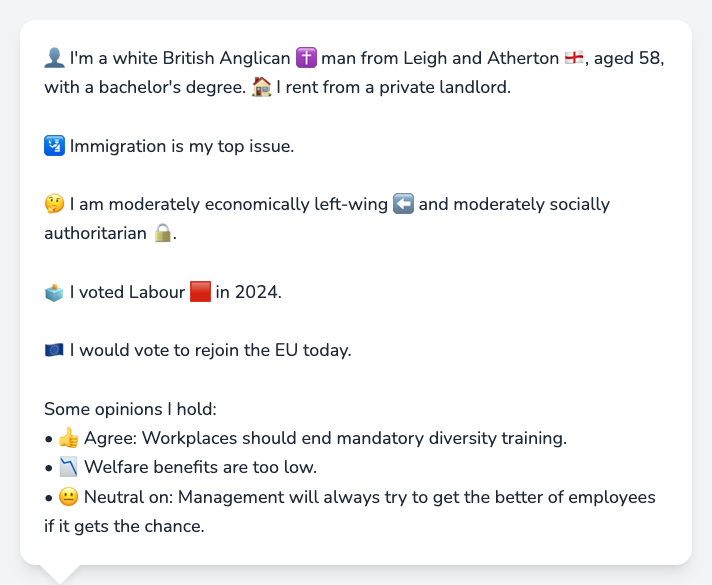 👤 I'm a white British Anglican ✝️ man from Leigh and Atherton 🏴󠁧󠁢󠁥󠁮󠁧󠁿, aged 58,
with a bachelor's degree. 🏠 I rent from a private landlord.
🛂 Immigration is my top issue.
🤔 I am moderately economically left-wing ⬅️ and moderately socially
authoritarian 🔒.
🗳️ I voted Labour 🟥 in 2024.
🇪🇺 I would vote to rejoin the EU today.
Some opinions I hold:
• 👍 Agree: Workplaces should end mandatory diversity training.
• 📉 Welfare benefits are too low.
• 😐 Neutral on: Management will always try to get the better of employees
if it gets the chance.